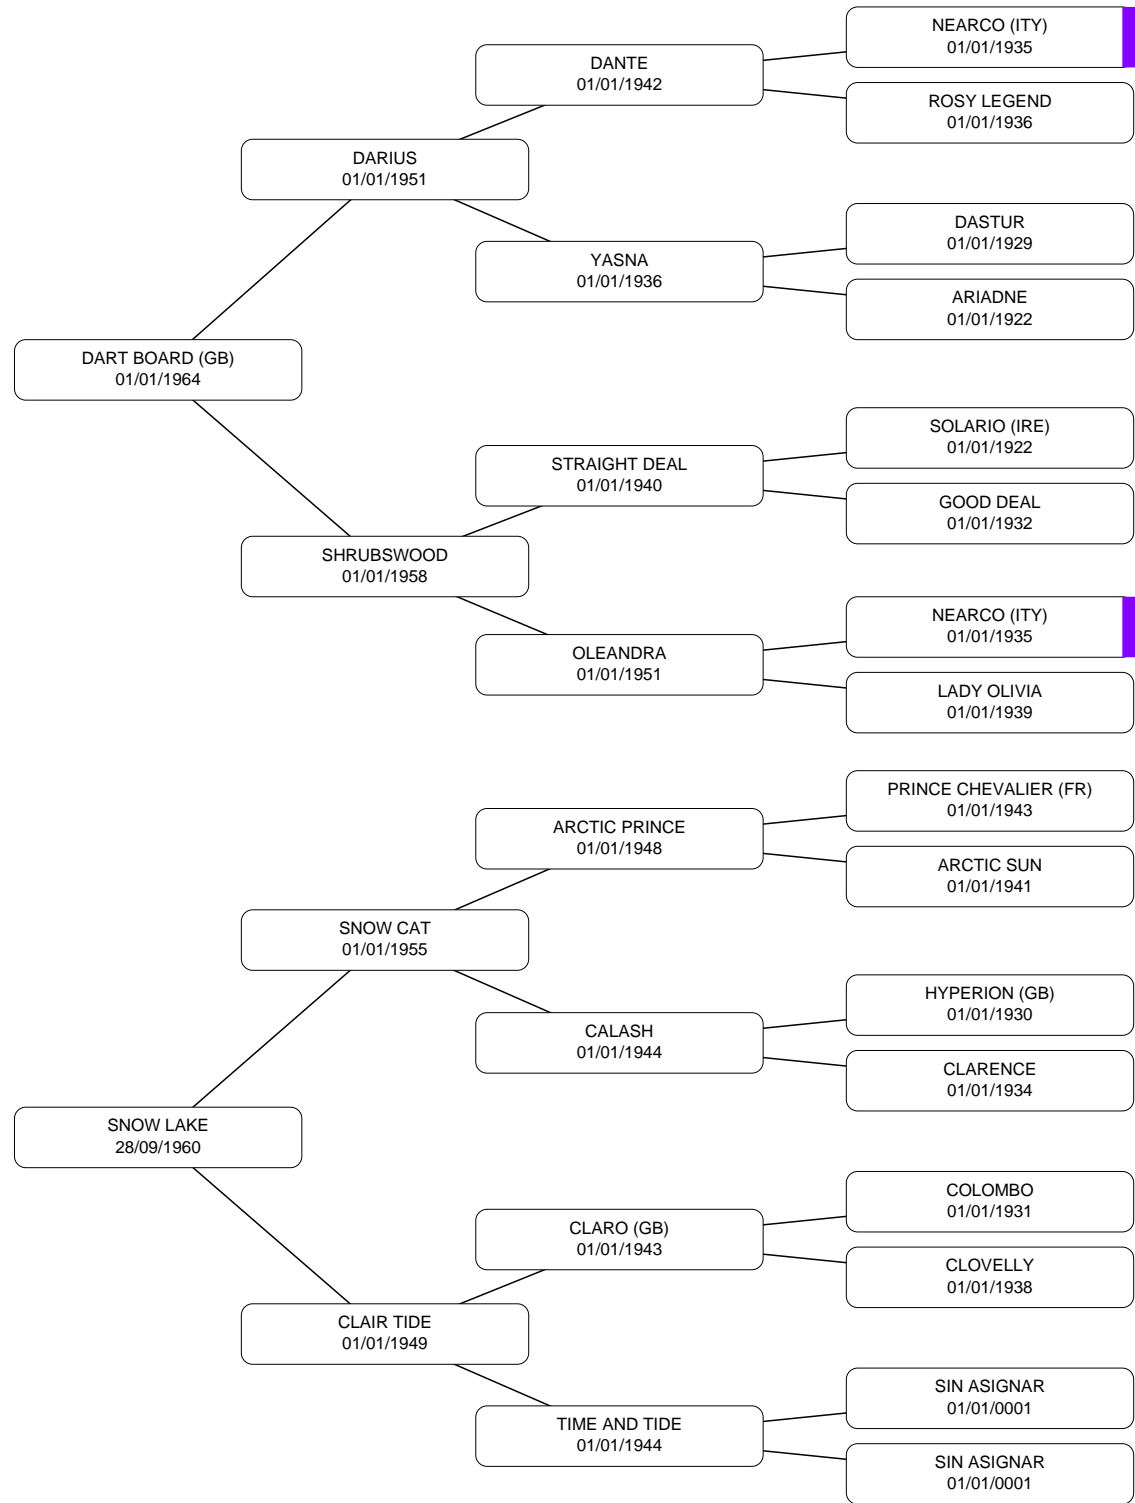 NEARCO (ITY)
01/01/1935
DANTE
01/01/1942
ROSY LEGEND
01/01/1936
DARIUS
01/01/1951
DASTUR
01/01/1929
YASNA
01/01/1936
ARIADNE
01/01/1922
DART BOARD (GB)
01/01/1964
SOLARIO (IRE)
01/01/1922
STRAIGHT DEAL
01/01/1940
GOOD DEAL
01/01/1932
SHRUBSWOOD
01/01/1958
NEARCO (ITY)
01/01/1935
OLEANDRA
01/01/1951
LADY OLIVIA
01/01/1939
PRINCE CHEVALIER (FR)
01/01/1943
ARCTIC PRINCE
01/01/1948
ARCTIC SUN
01/01/1941
SNOW CAT
01/01/1955
HYPERION (GB)
01/01/1930
CALASH
01/01/1944
CLARENCE
01/01/1934
SNOW LAKE
28/09/1960
COLOMBO
01/01/1931
CLARO (GB)
01/01/1943
CLOVELLY
01/01/1938
CLAIR TIDE
01/01/1949
SIN ASIGNAR
01/01/0001
TIME AND TIDE
01/01/1944
SIN ASIGNAR
01/01/0001